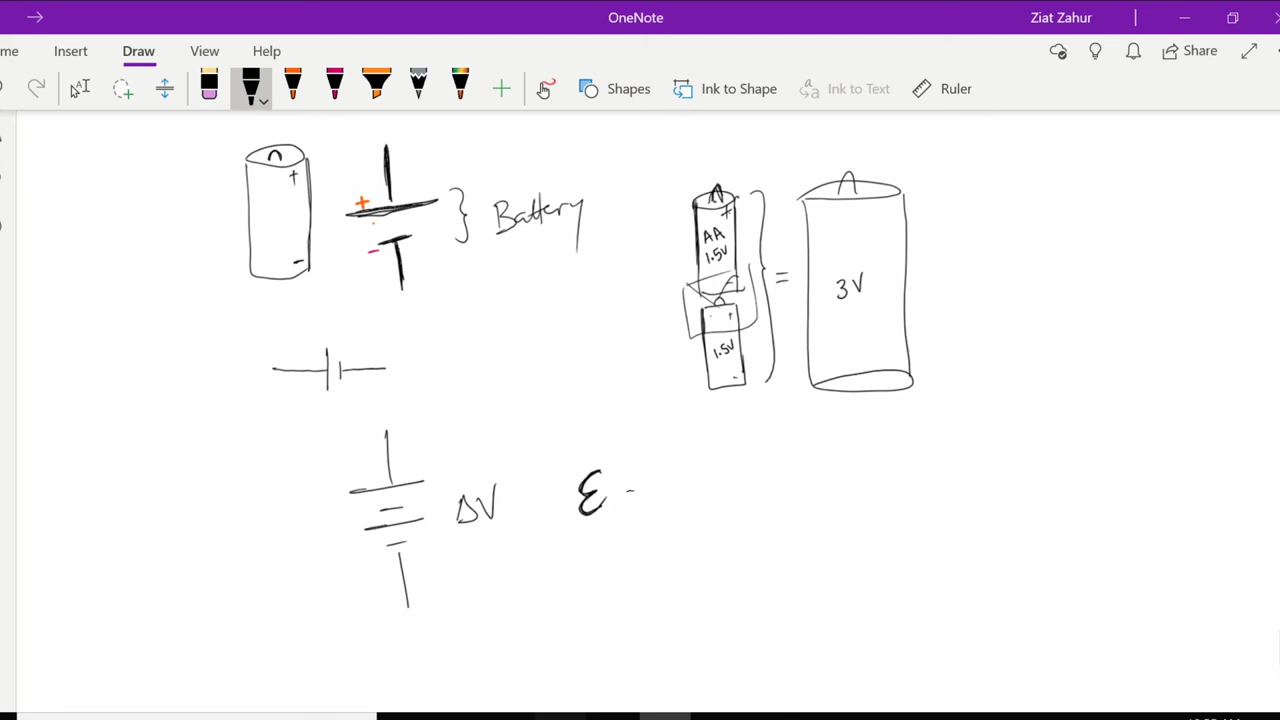 OneNote
Ziat Zahur
Insert
Draw
View
Help
Share
Shapes
Ink to Shape
Ink to Text
Ruler
+
-
+
-
Battery
+
AA
1.5V
+
1.5V
-
=
3V
ΔV
ε -